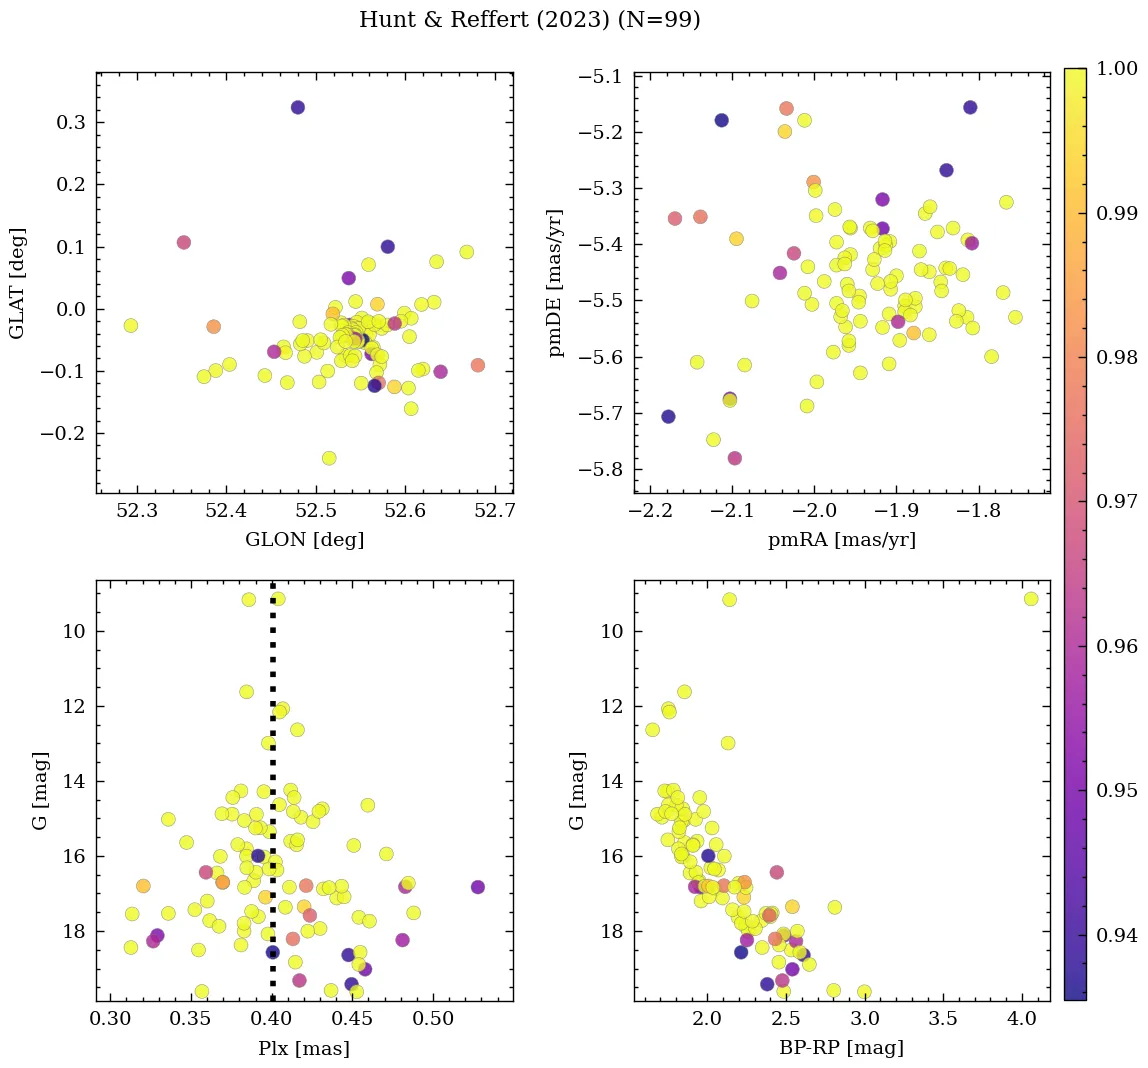 Hunt & Reffert (2023) (N=99)
0.3
0.2
0.1
0.0
−0.1
−0.2
GLAT [deg]
52.3 52.4 52.5 52.6 52.7
GLON [deg]
−5.1
−5.2
−5.3
−5.4
−5.5
−5.6
−5.7
−5.8
pmDE [mas/yr]
−2.2 −2.1 −2.0 −1.9 −1.8
pmRA [mas/yr]
10
12
14
16
18
G [mag]
0.30 0.35 0.40 0.45 0.50
Plx [mas]
10
12
14
16
18
G [mag]
2.0 2.5 3.0 3.5 4.0
BP-RP [mag]
1.00
0.99
0.98
0.97
0.96
0.95
0.94